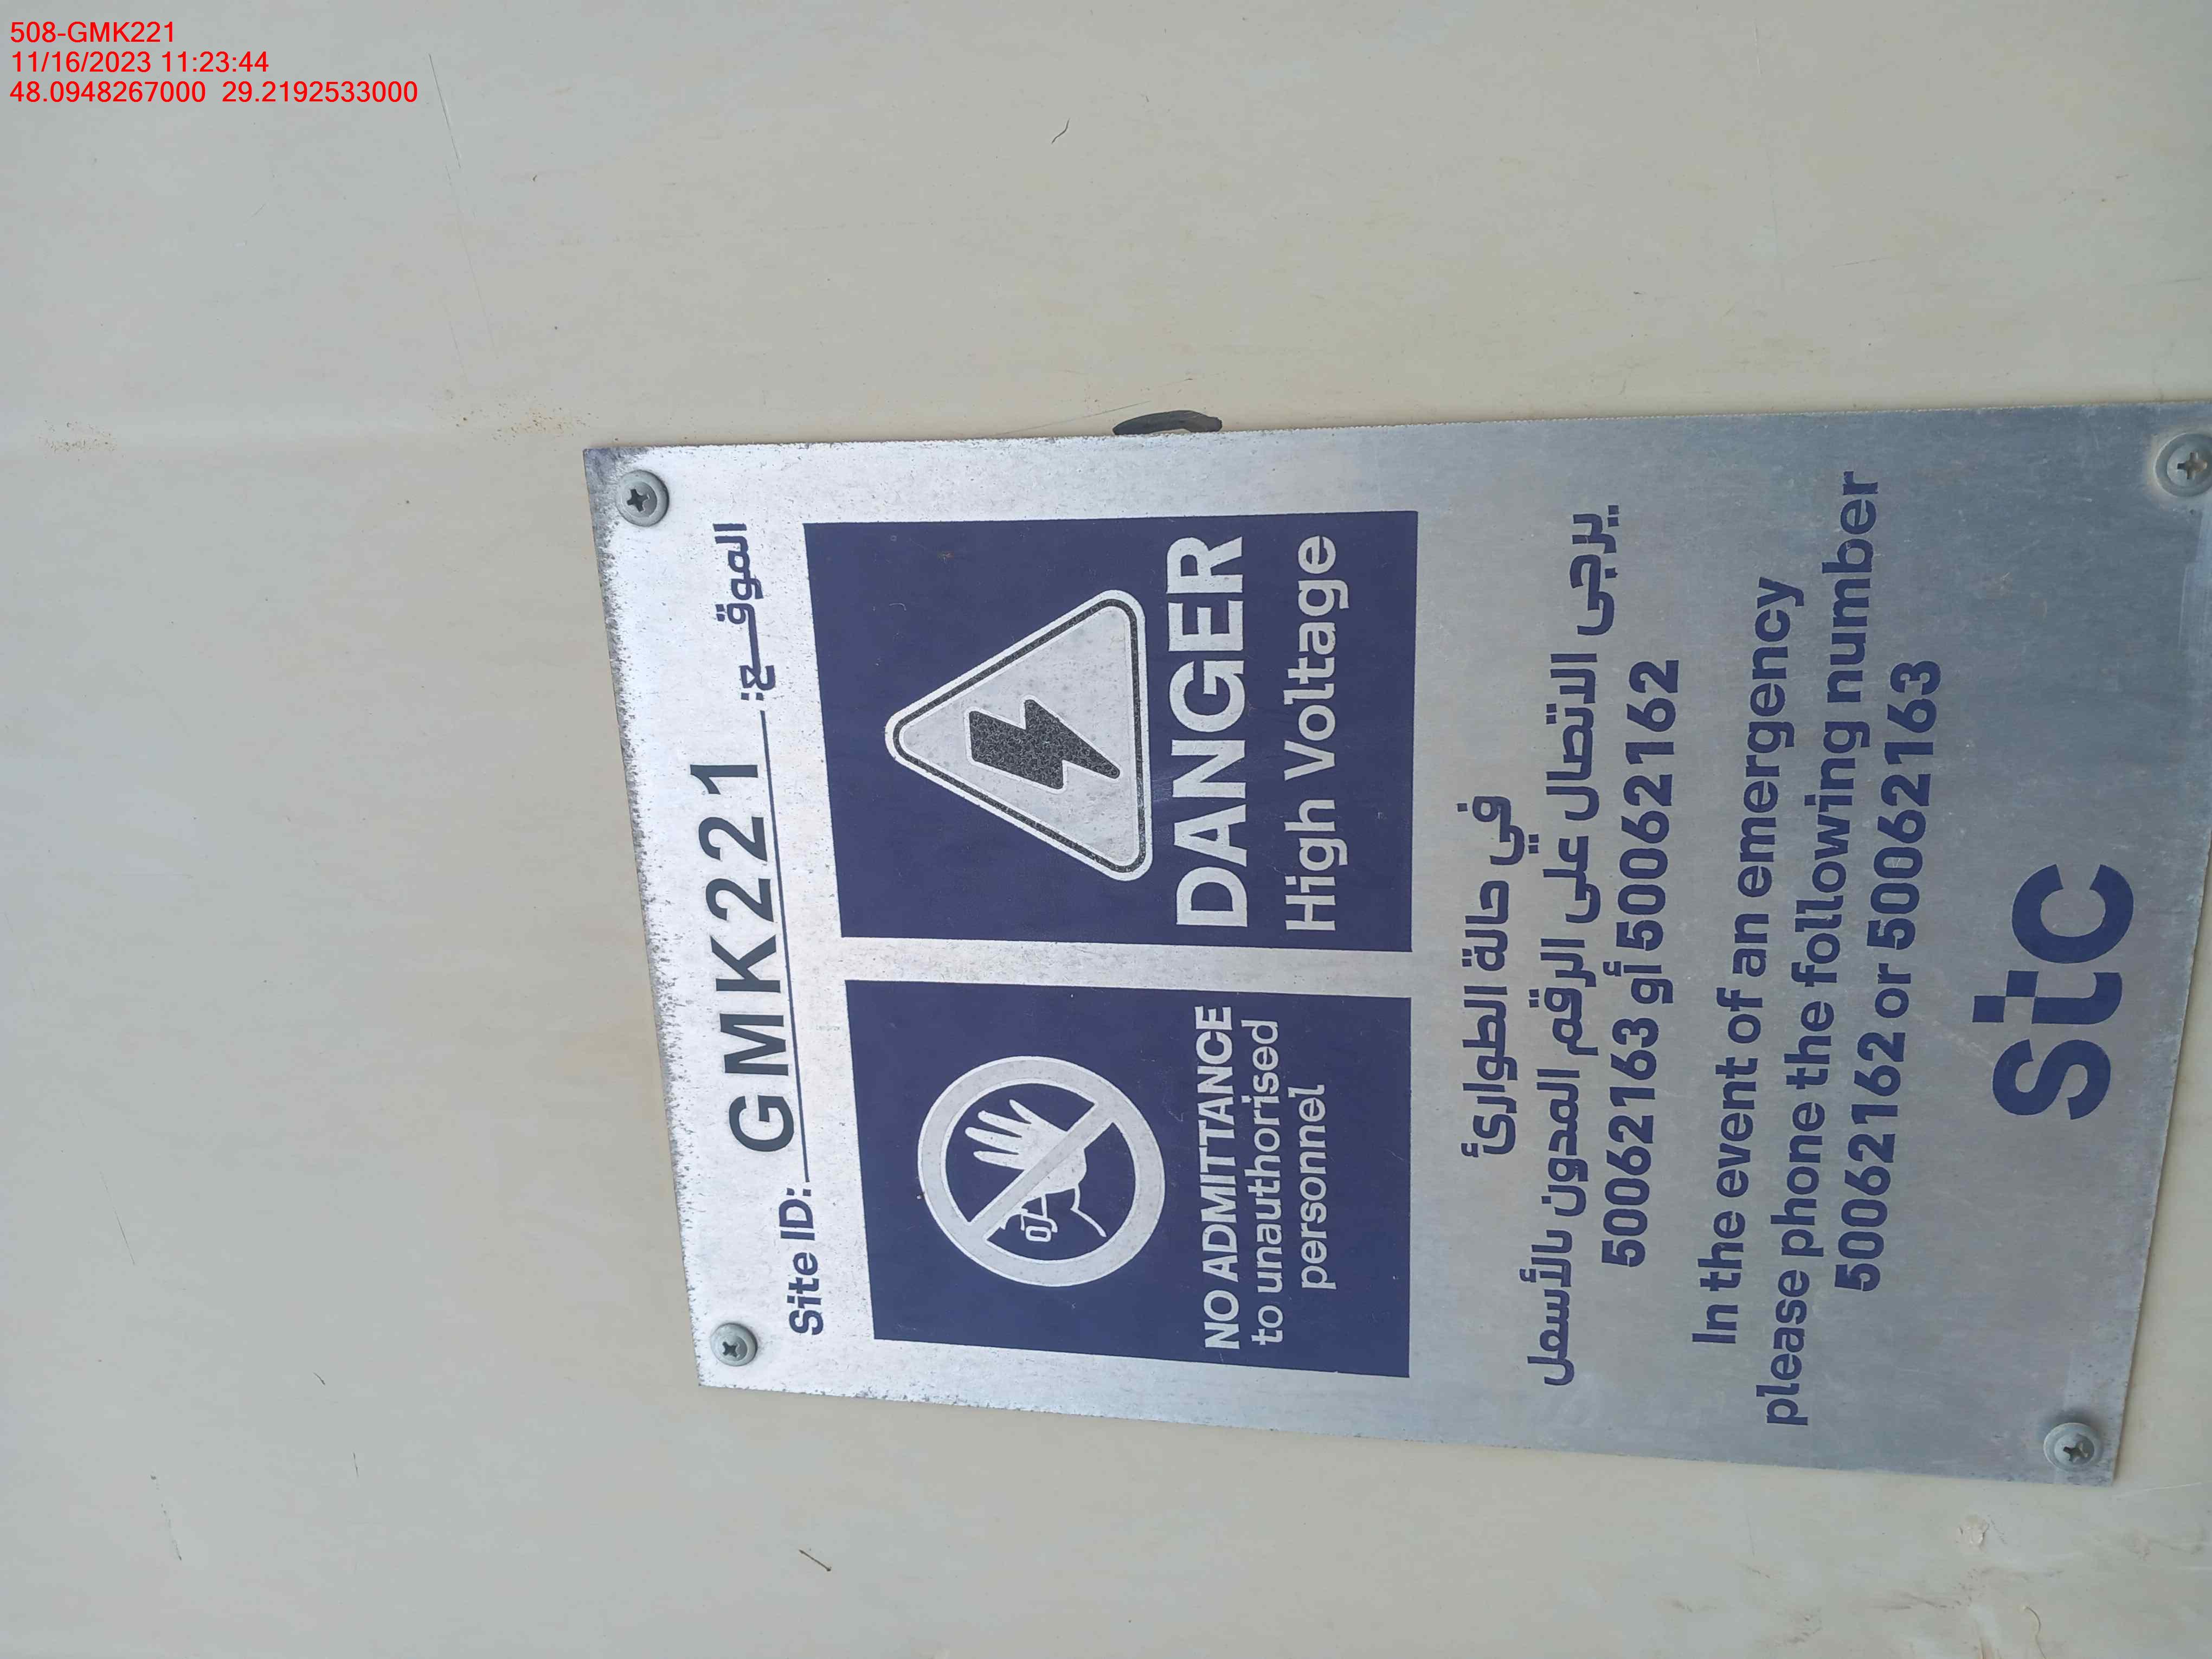 508-GMK221
11/16/2023 11:23:44
48.0948267000 29.2192533000
Site ID: GMK221 الموقـــع:
NO ADMITTANCE
to unauthorised
personnel
DANGER
High Voltage
في حالة الطوارئ
يرجى الاتصال على الرقم المدون بالأسفل
50062162 أو 50062163
In the event of an emergency
please phone the following number
50062162 or 50062163
stc